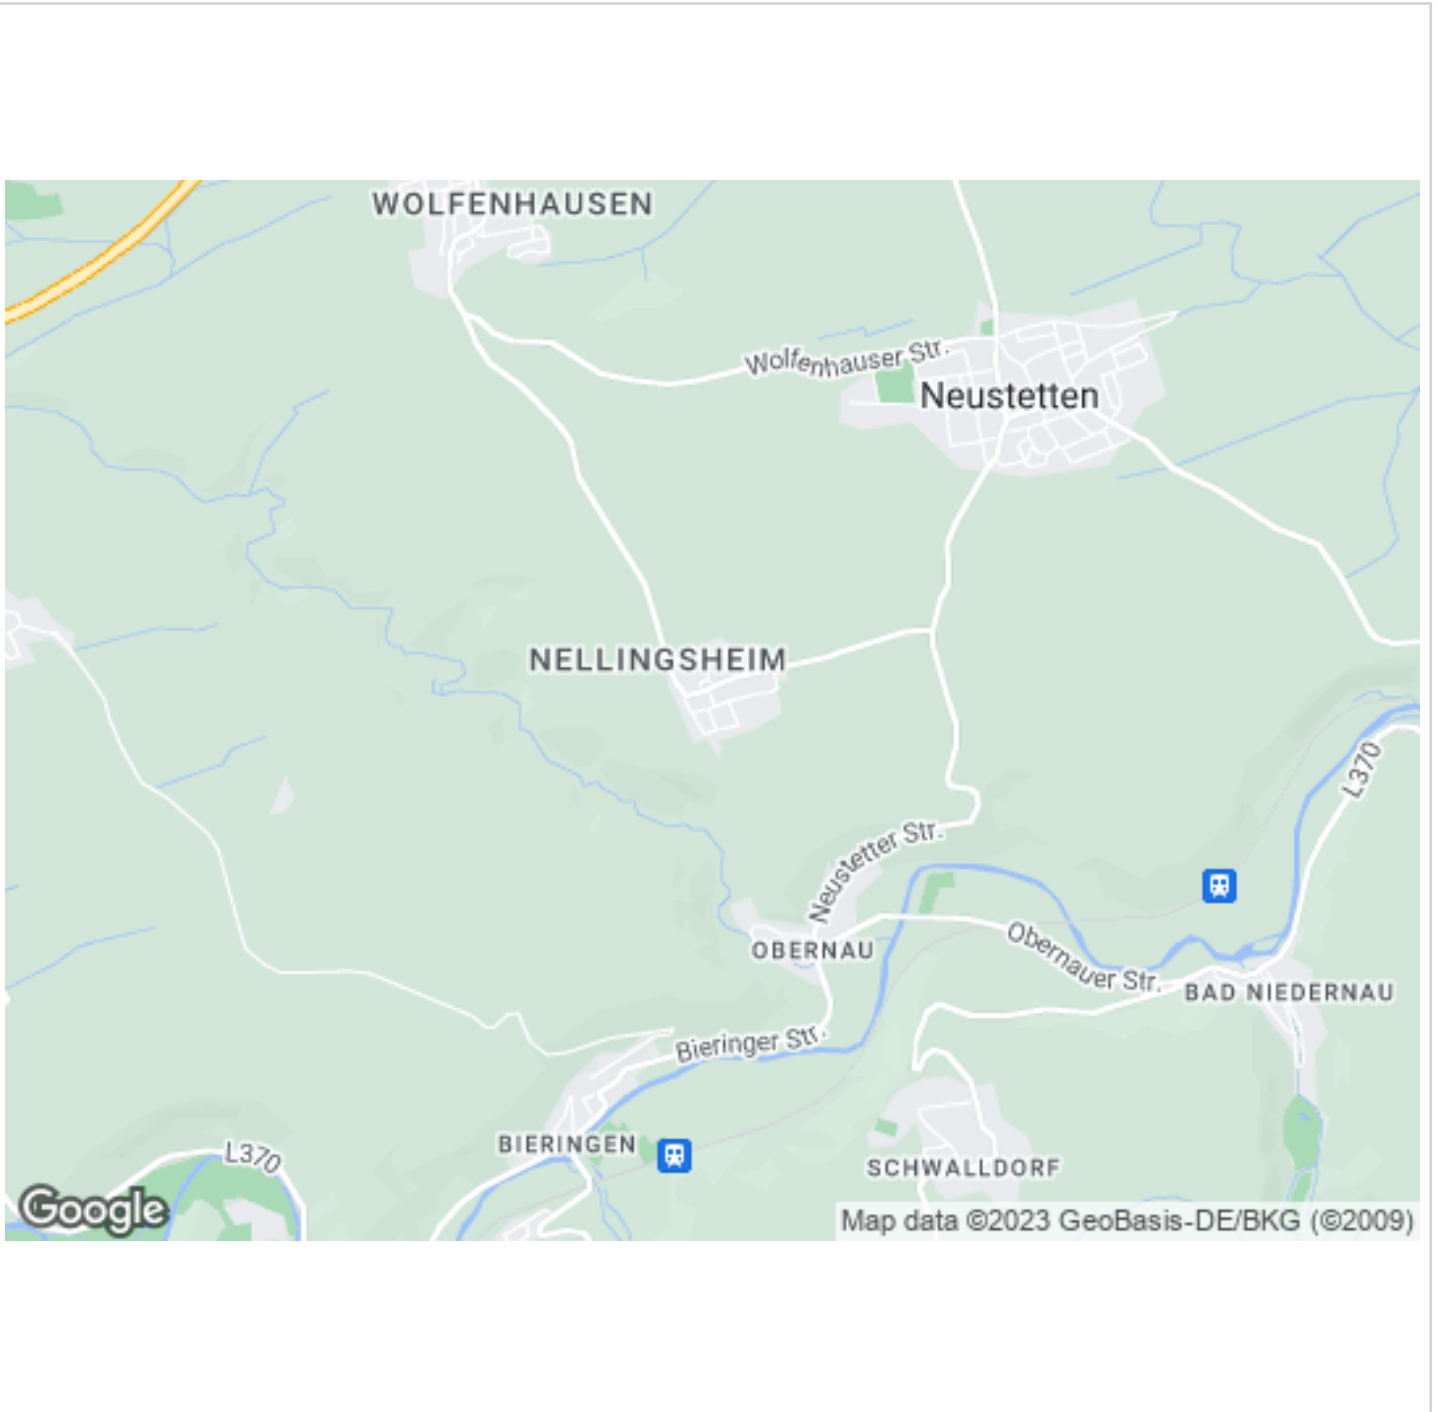 WOLFENHAUSEN
Wolfenhauser Str.
Neustetten
NELLINGSHEIM
L370
Neustetter Str.
OBERNAU
Obernauer Str.
BAD NIEDERNAU
Bieringer Str.
BIERINGEN
L370
SCHWALLDORF
Google
Map data ©2023 GeoBasis-DE/BKG (©2009)